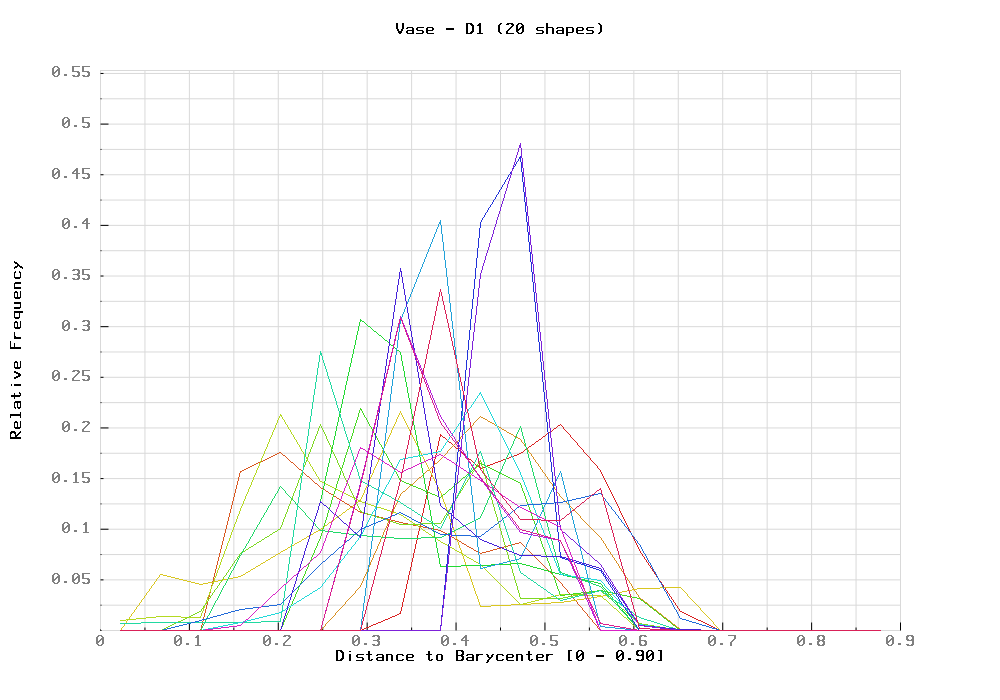 Vase - D1 (20 shapes)
0.55
0.5
0.45
0.4
0.35
0.3
0.25
0.2
0.15
0.1
0.05
Relative Frequency
0 0.1 0.2 0.3 0.4 0.5 0.6 0.7 0.8 0.9
Distance to Barycenter [0 - 0.90]